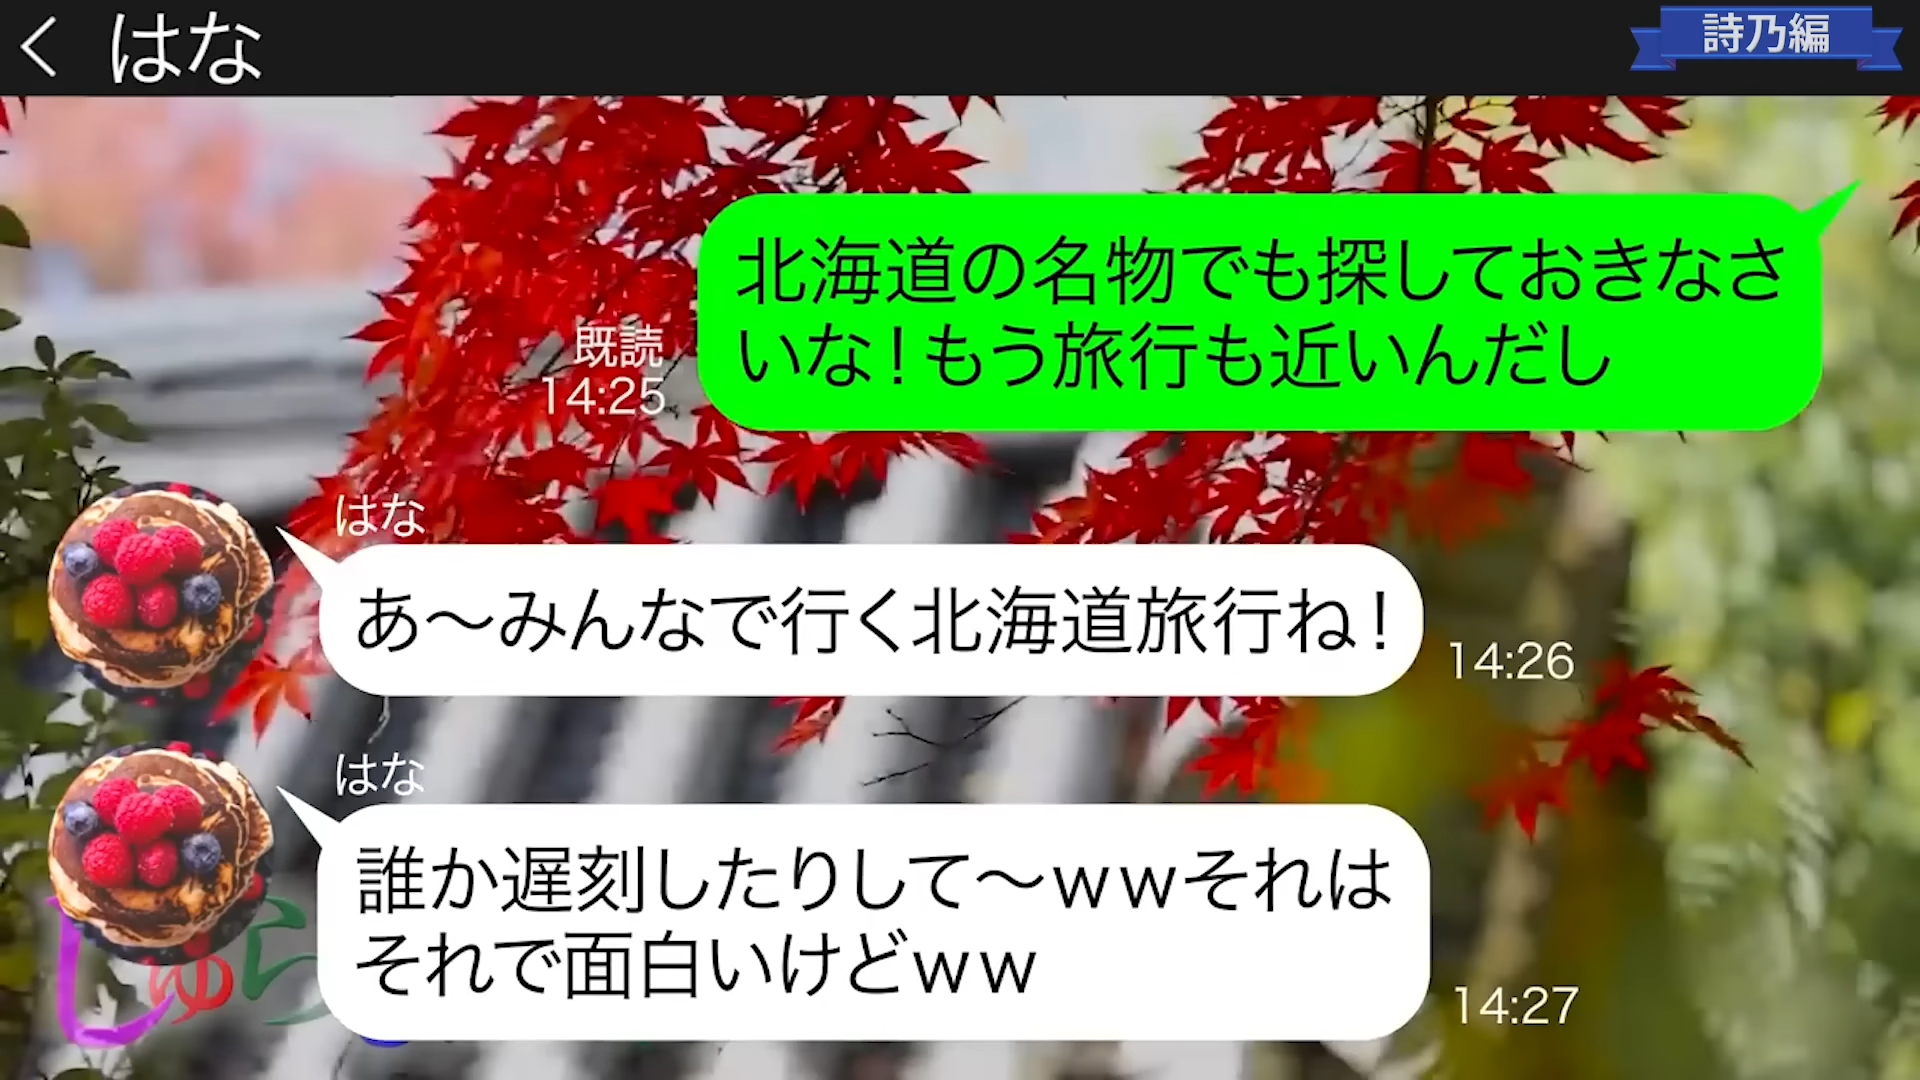 はな
詩乃編
北海道の名物でも探しておきなさ
いな！もう旅行も近いんだし
既読
14:25
はな
あ〜みんなで行く北海道旅行ね！
14:26
はな
誰か遅刻したりして〜ｗｗそれは
それで面白いけどｗｗ
14:27
しゅら